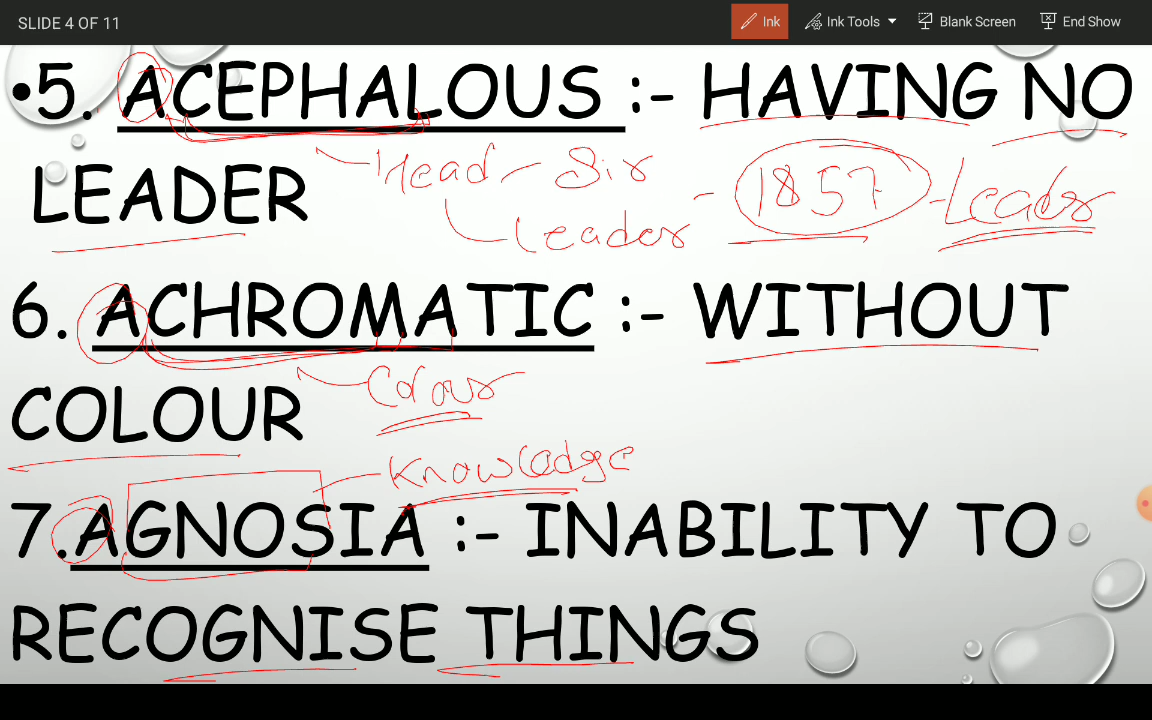 SLIDE 4 OF 11 Ink Ink Tools Blank Screen End Show
•5. ACEPHALOUS :- HAVING NO
LEADER
Head - Sir
Leader - 1857 - Leader
6. ACHROMATIC :- WITHOUT
COLOUR
Colour
Knowledge
7.AGNOSIA :- INABILITY TO
RECOGNISE THINGS